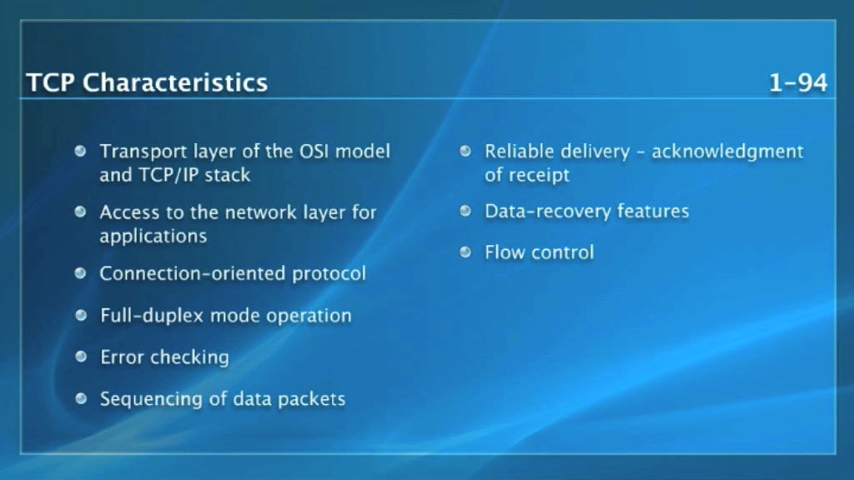 TCP Characteristics
1-94
Transport layer of the OSI model
and TCP/IP stack
Access to the network layer for
applications
Connection-oriented protocol
Full-duplex mode operation
Error checking
Sequencing of data packets
Reliable delivery – acknowledgment
of receipt
Data-recovery features
Flow control